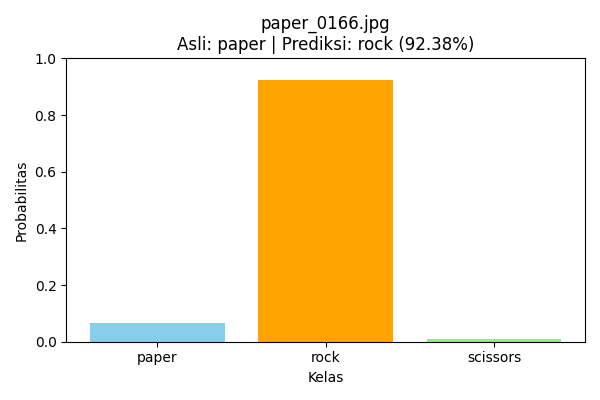 paper_0166.jpg
Asli: paper | Prediksi: rock (92.38%)
1.0
0.8
0.6
0.4
0.2
0.0
Probabilitas
paper rock scissors
Kelas